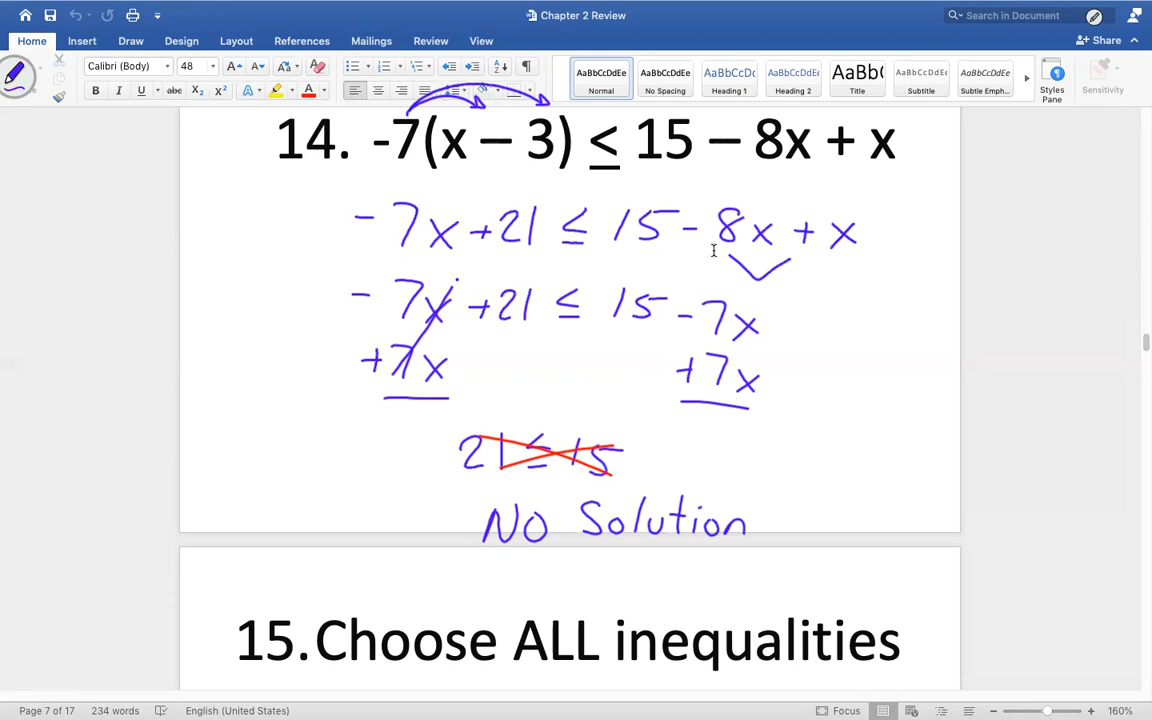 Chapter 2 Review
Search in Document
Home Insert Draw Design Layout References Mailings Review View
Share
Calibri (Body) 48
AaBbCcDdEe AaBbCcDdEe AaBbCcDc AaBbCcDdEe AaBbC( AaBbCcDdEe AaBbCcDdEe
Normal No Spacing Heading 1 Heading 2 Title Subtitle Subtle Emph...
Styles Pane
Sensitivity
14. -7(x – 3) ≤ 15 – 8x + x
- 7x +21 ≤ 15 - 8x + x
- 7x +21 ≤ 15 - 7x
+7x +7x
21 ≤ 15
No Solution
15. Choose ALL inequalities
Page 7 of 17 234 words English (United States) Focus 160%